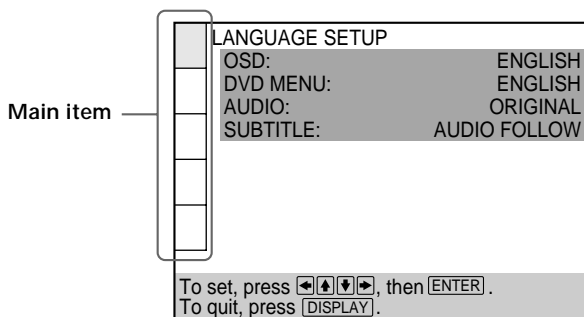 LANGUAGE SETUP
OSD: ENGLISH
DVD MENU: ENGLISH
AUDIO: ORIGINAL
SUBTITLE: AUDIO FOLLOW
Main item
To set, press ←↑↓→, then ENTER.
To quit, press DISPLAY.